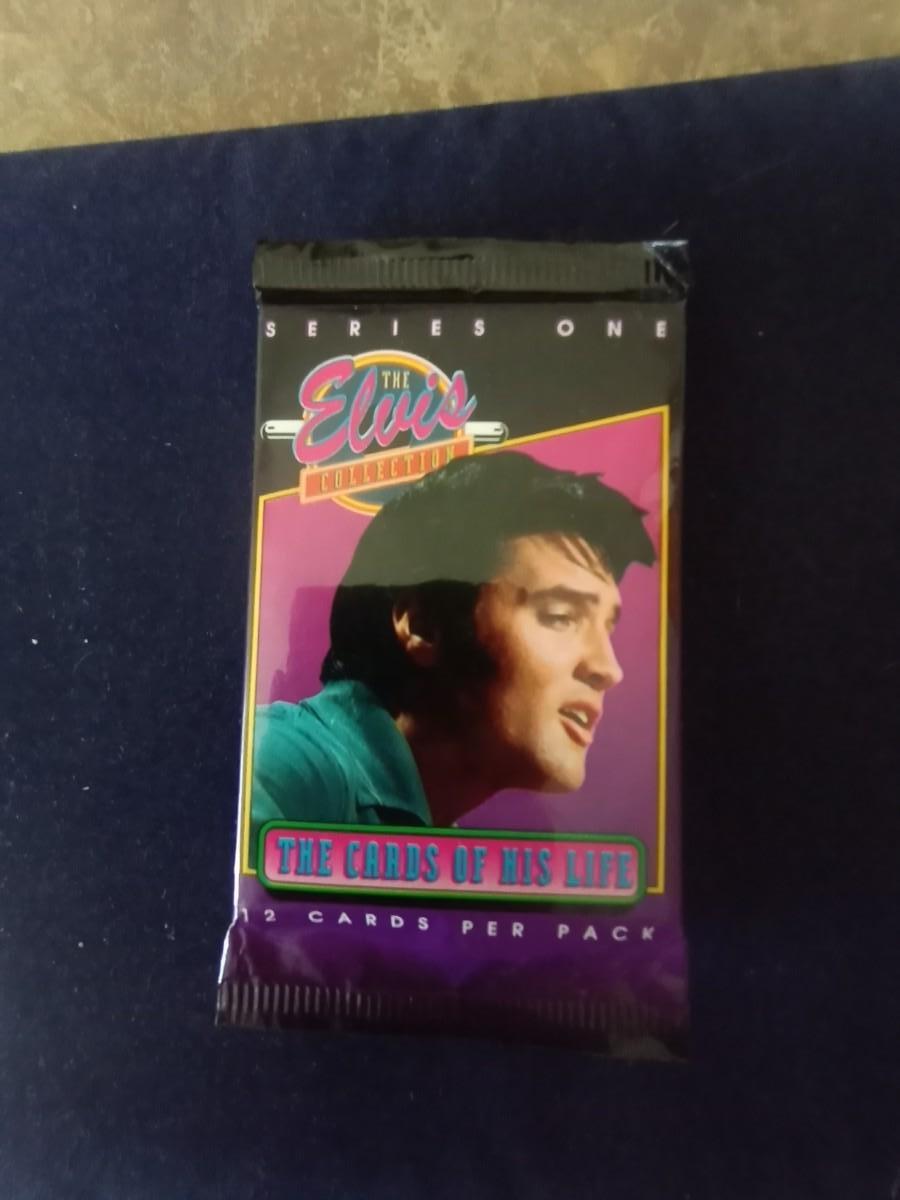 SERIES ONE
THE
Elvis
COLLECTION
THE CARDS OF HIS LIFE
12 CARDS PER PACK